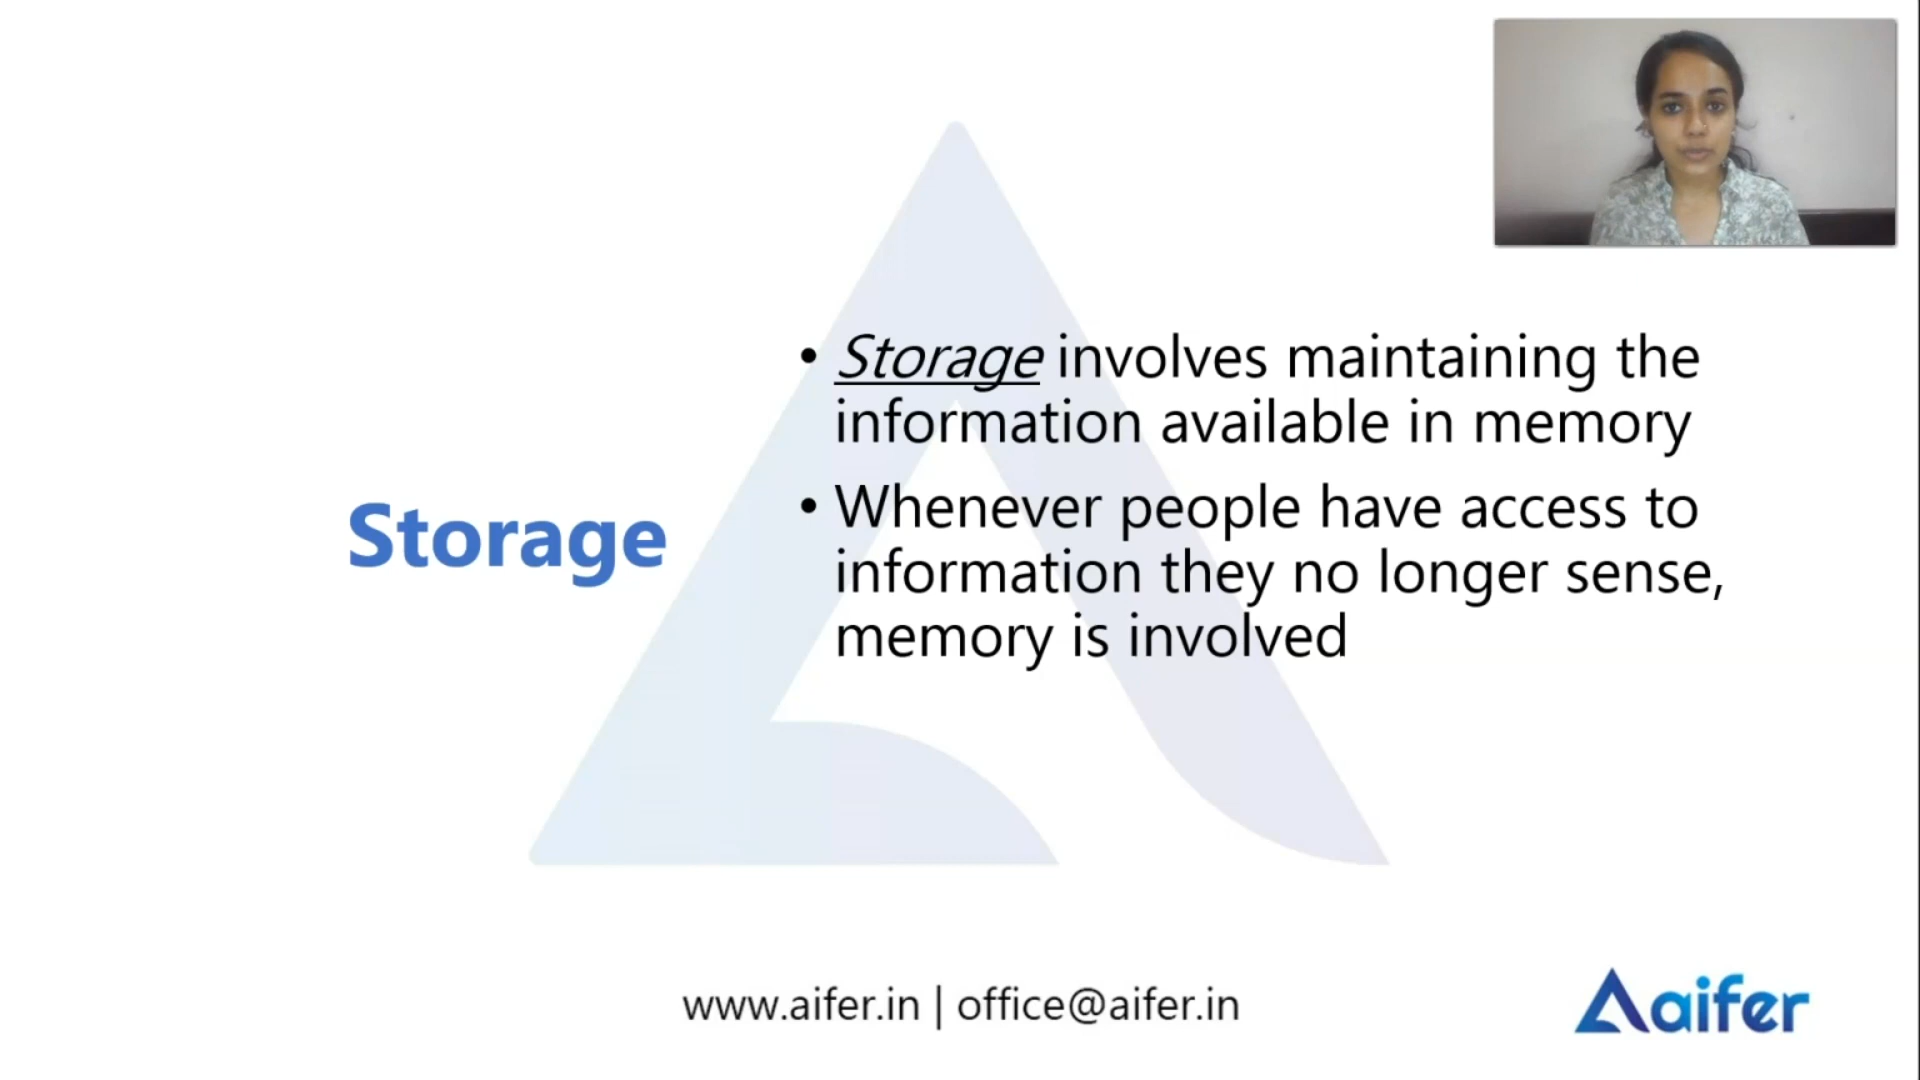 Storage
• Storage involves maintaining the
information available in memory
• Whenever people have access to
information they no longer sense,
memory is involved
www.aifer.in | office@aifer.in
aifer